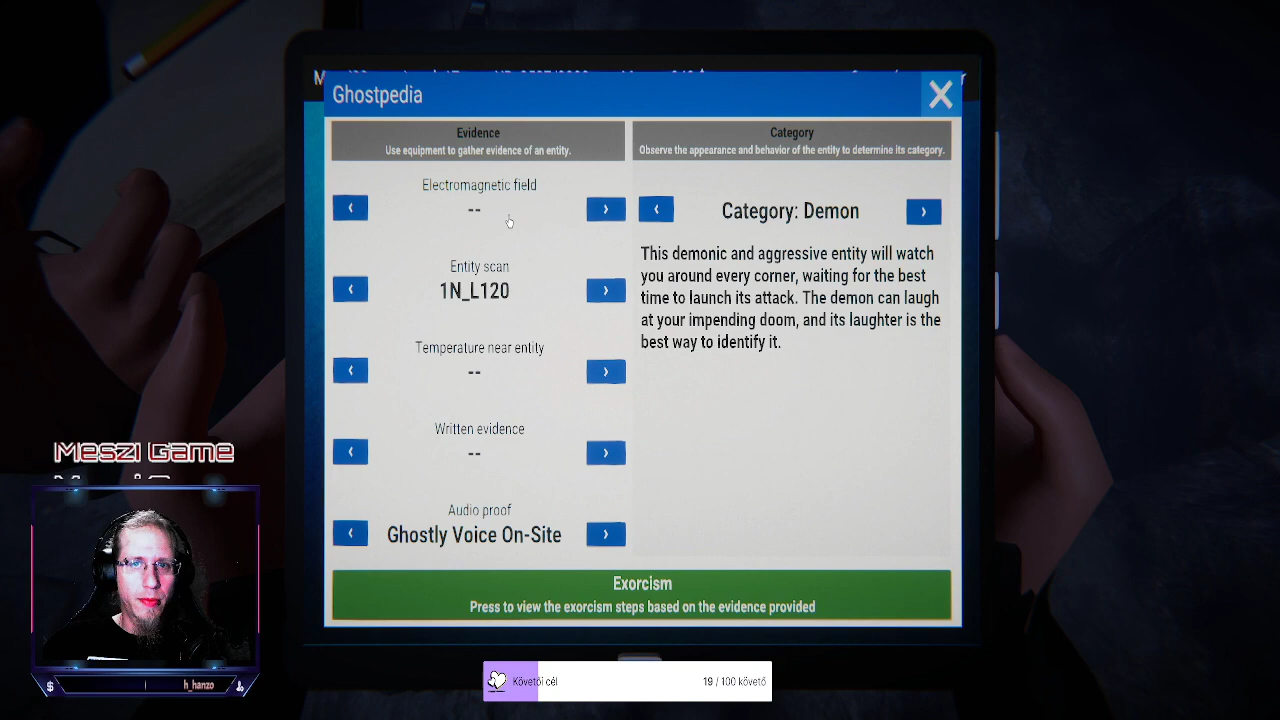 Ghostpedia
Evidence
Use equipment to gather evidence of an entity.
Category
Observe the appearance and behavior of the entity to determine its category.
Electromagnetic field
--
Entity scan
1N_L120
Temperature near entity
--
Written evidence
--
Audio proof
Ghostly Voice On-Site
Category: Demon
This demonic and aggressive entity will watch
you around every corner, waiting for the best
time to launch its attack. The demon can laugh
at your impending doom, and its laughter is the
best way to identify it.
Exorcism
Press to view the exorcism steps based on the evidence provided
Meszi Game
$
h_hanzo
Követői cél
19 / 100 követő